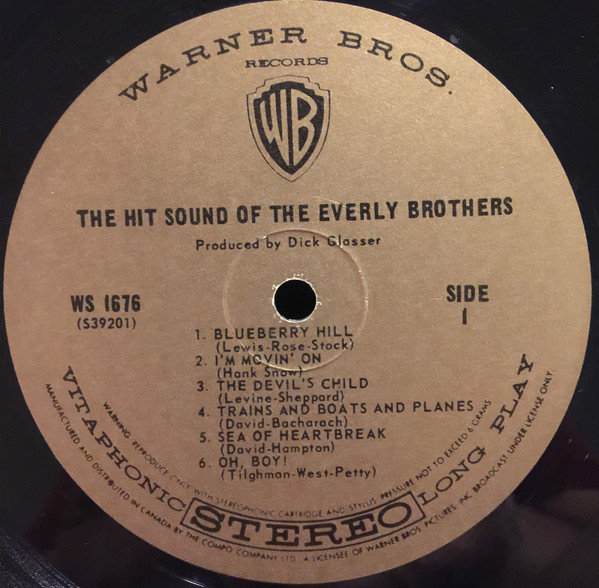 WARNER BROS.
RECORDS
WB
THE HIT SOUND OF THE EVERLY BROTHERS
Produced by Dick Glasser
WS 1676
(S39201)
SIDE
1
1. BLUEBERRY HILL
(Lewis-Rose-Stock)
2. I'M MOVIN' ON
(Hank Snow)
3. THE DEVIL'S CHILD
(Levine-Sheppard)
4. TRAINS AND BOATS AND PLANES
(David-Bacharach)
5. SEA OF HEARTBREAK
(David-Hampton)
6. OH, BOY!
(Tilghman-West-Petty)
VITAPHONIC STEREO LONG PLAY
WARNING: REPRODUCE ONLY WITH STEREOPHONIC CARTRIDGE AND STYLUS PRESSURE NOT TO EXCEED 6 GRAMS
MANUFACTURED AND DISTRIBUTED IN CANADA BY THE COMPO COMPANY LTD. A LICENSEE OF WARNER BROS. PICTURES, INC. BROADCAST UNDER LICENSE ONLY